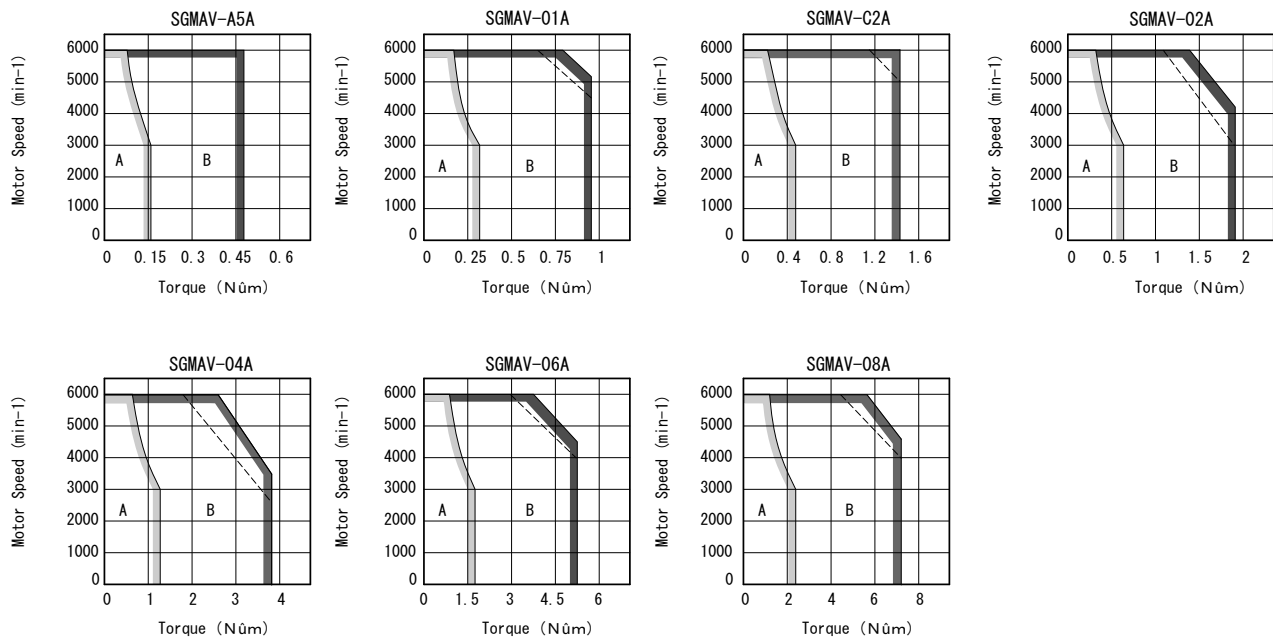 SGMAV-A5A
Motor Speed (min-1)
6000
5000
4000
3000
2000
1000
0
A
B
0 0.15 0.3 0.45 0.6
Torque (Nûm)
SGMAV-01A
Motor Speed (min-1)
6000
5000
4000
3000
2000
1000
0
A
B
0 0.25 0.5 0.75 1
Torque (Nûm)
SGMAV-C2A
Motor Speed (min-1)
6000
5000
4000
3000
2000
1000
0
A
B
0 0.4 0.8 1.2 1.6
Torque (Nûm)
SGMAV-02A
Motor Speed (min-1)
6000
5000
4000
3000
2000
1000
0
A
B
0 0.5 1 1.5 2
Torque (Nûm)
SGMAV-04A
Motor Speed (min-1)
6000
5000
4000
3000
2000
1000
0
A
B
0 1 2 3 4
Torque (Nûm)
SGMAV-06A
Motor Speed (min-1)
6000
5000
4000
3000
2000
1000
0
A
B
0 1.5 3 4.5 6
Torque (Nûm)
SGMAV-08A
Motor Speed (min-1)
6000
5000
4000
3000
2000
1000
0
A
B
0 2 4 6 8
Torque (Nûm)